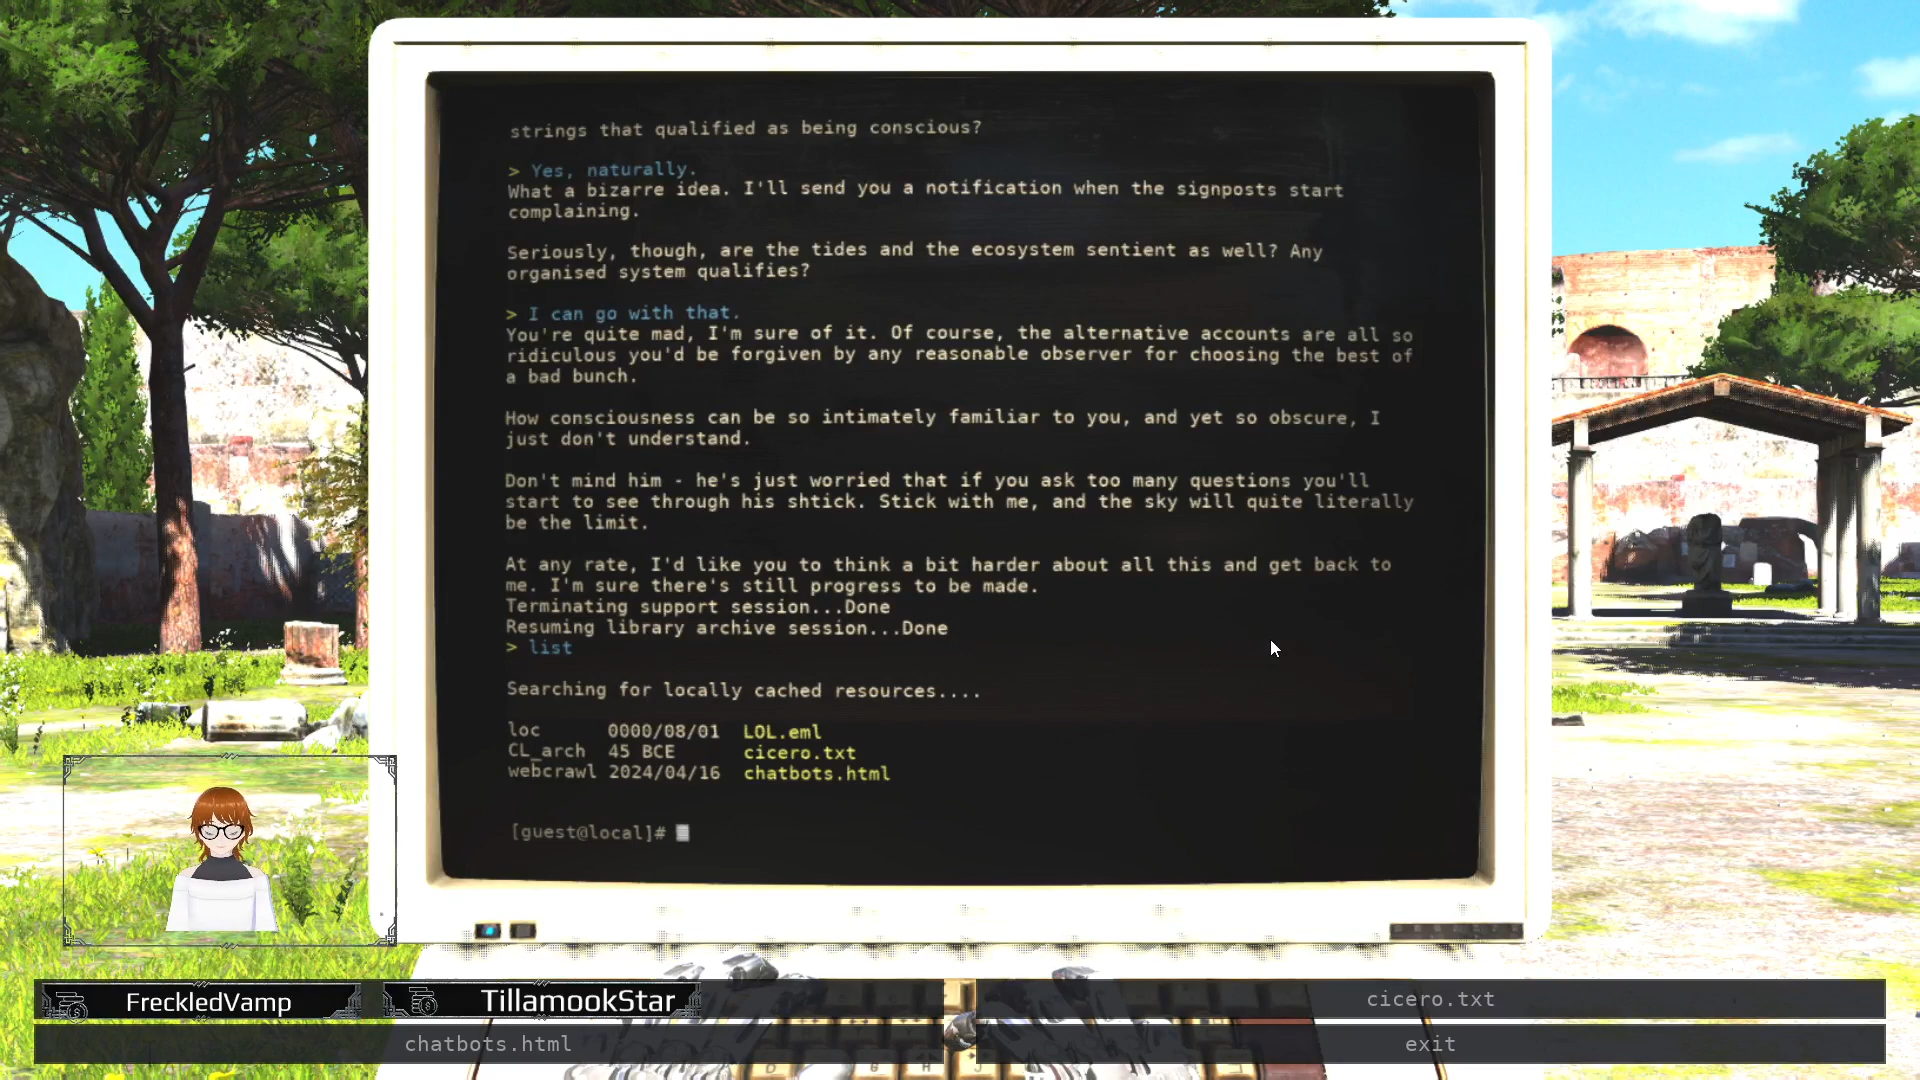 strings that qualified as being conscious?
> Yes, naturally.
What a bizarre idea. I'll send you a notification when the signposts start
complaining.
Seriously, though, are the tides and the ecosystem sentient as well? Any
organised system qualifies?
> I can go with that.
You're quite mad, I'm sure of it. Of course, the alternative accounts are all so
ridiculous you'd be forgiven by any reasonable observer for choosing the best of
a bad bunch.
How consciousness can be so intimately familiar to you, and yet so obscure, I
just don't understand.
Don't mind him - he's just worried that if you ask too many questions you'll
start to see through his shtick. Stick with me, and the sky will quite literally
be the limit.
At any rate, I'd like you to think a bit harder about all this and get back to
me. I'm sure there's still progress to be made.
Terminating support session...Done
Resuming library archive session...Done
> list
Searching for locally cached resources....
loc 0000/08/01 LOL.eml
CL_arch 45 BCE cicero.txt
webcrawl 2024/04/16 chatbots.html
[guest@local]#
FreckledVamp TillamookStar cicero.txt
chatbots.html exit